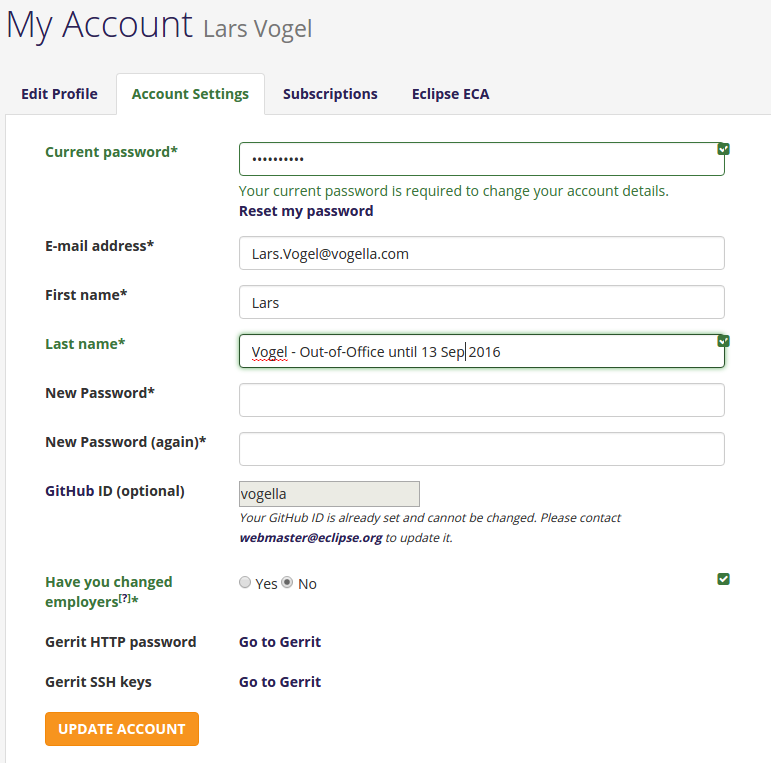 My Account Lars Vogel
Edit Profile Account Settings Subscriptions Eclipse ECA
Current password* ••••••••••
Your current password is required to change your account details.
Reset my password
E-mail address* Lars.Vogel@vogella.com
First name* Lars
Last name* Vogel - Out-of-Office until 13 Sep 2016
New Password*
New Password (again)*
GitHub ID (optional) vogella
Your GitHub ID is already set and cannot be changed. Please contact
webmaster@eclipse.org to update it.
Have you changed
employers[?]* Yes No
Gerrit HTTP password Go to Gerrit
Gerrit SSH keys Go to Gerrit
UPDATE ACCOUNT